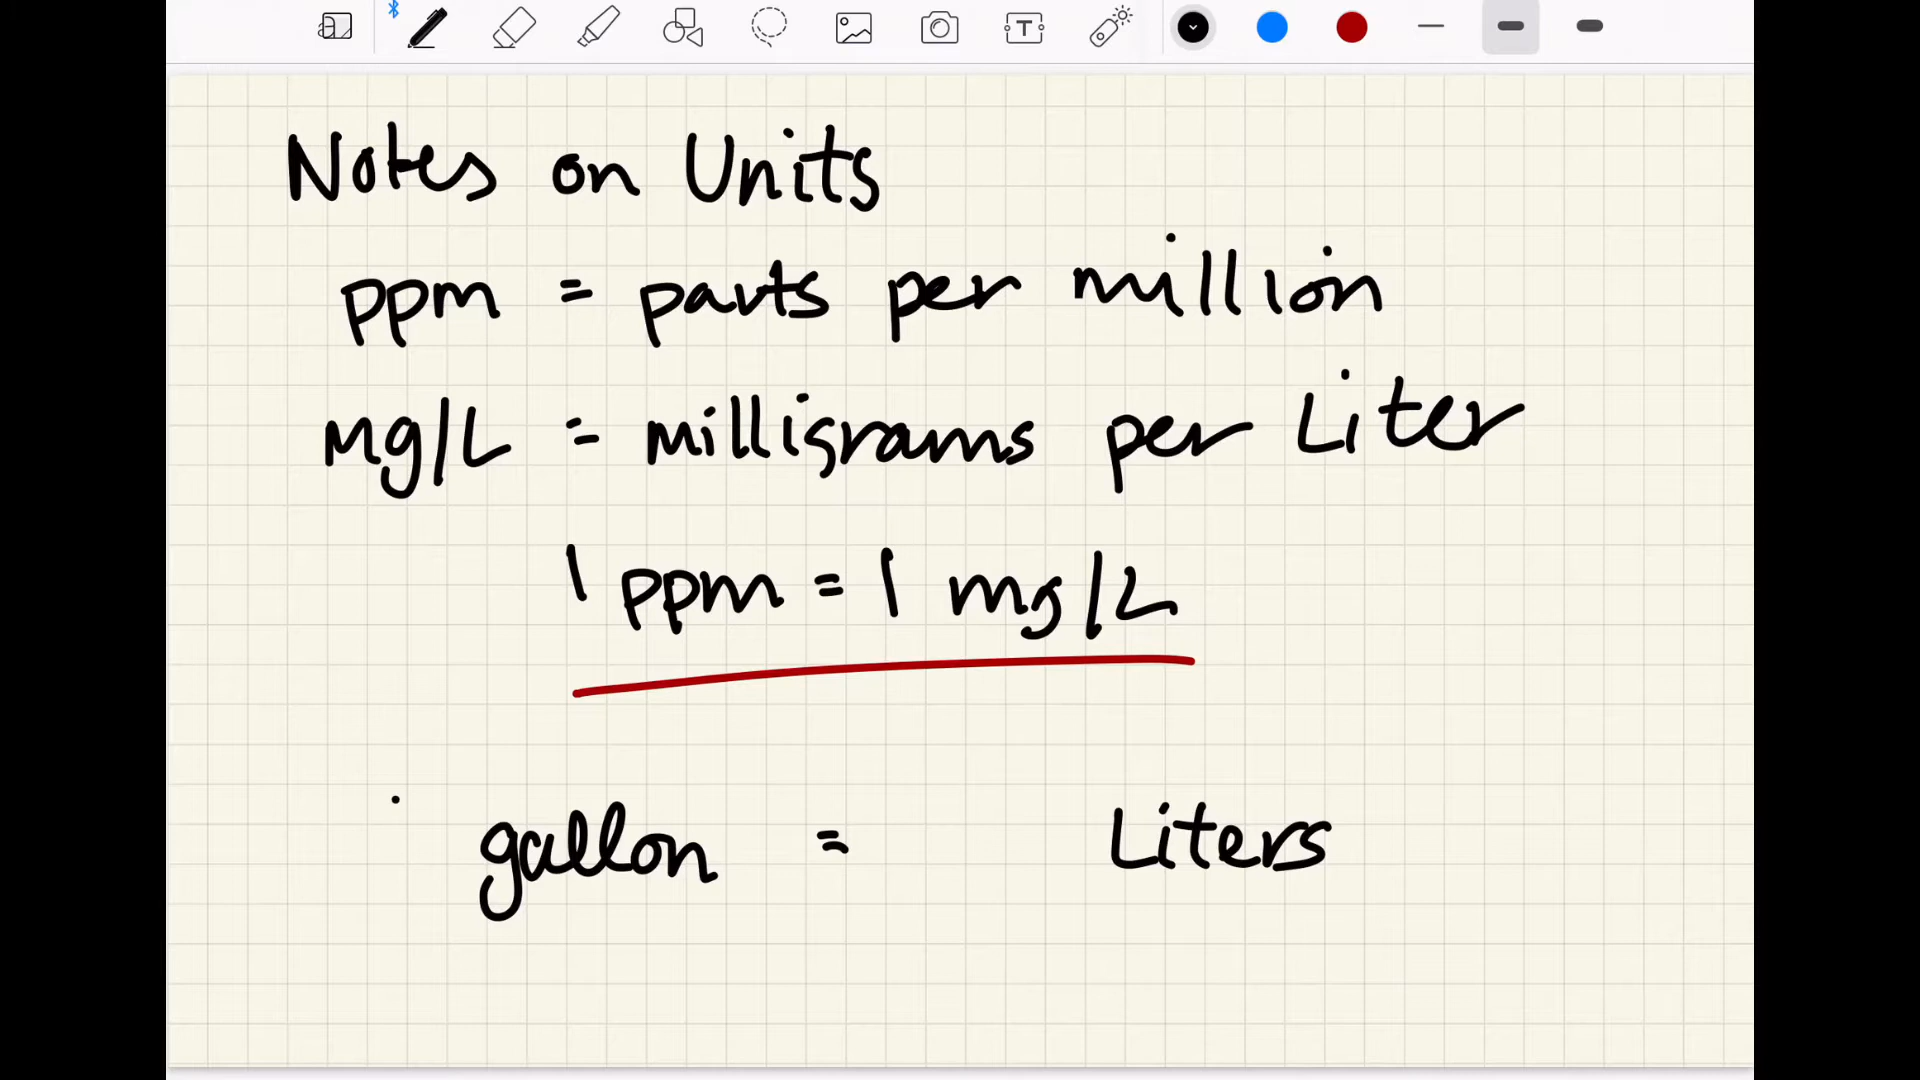 Notes on Units
ppm = parts per million
mg/L = milligrams per Liter
1 ppm = 1 mg/L
gallon = Liters